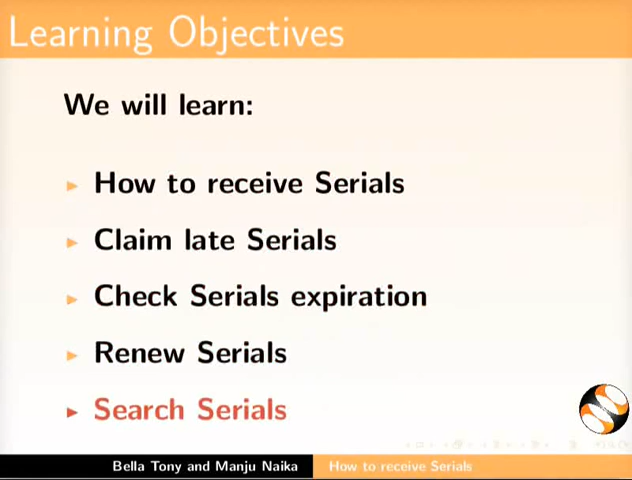 Learning Objectives
We will learn:
How to receive Serials
Claim late Serials
Check Serials expiration
Renew Serials
Search Serials
Bella Tony and Manju Naika
How to receive Serials